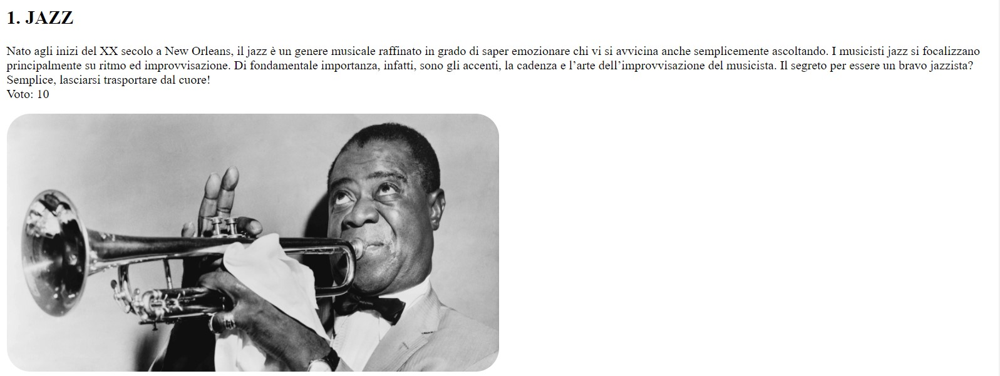 1. JAZZ
Nato agli inizi del XX secolo a New Orleans, il jazz è un genere musicale raffinato in grado di saper emozionare chi vi si avvicina anche semplicemente ascoltando. I musicisti jazz si focalizzano
principalmente su ritmo ed improvvisazione. Di fondamentale importanza, infatti, sono gli accenti, la cadenza e l’arte dell’improvvisazione del musicista. Il segreto per essere un bravo jazzista?
Semplice, lasciarsi trasportare dal cuore!
Voto: 10